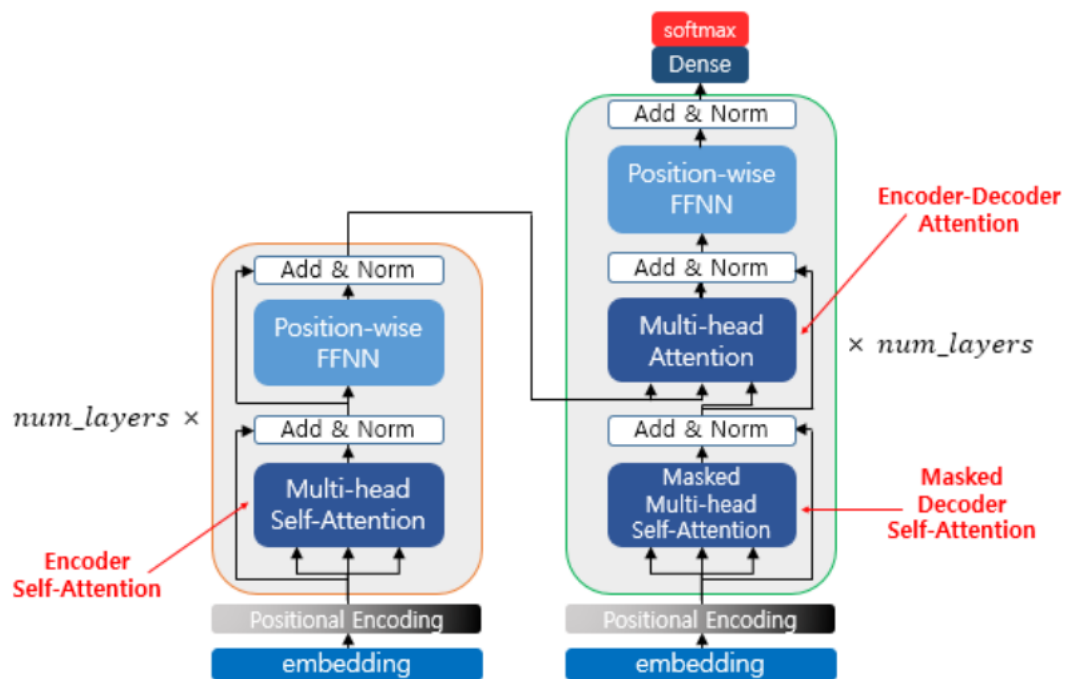 softmax
Dense
Add & Norm
Position-wise
FFNN
Encoder-Decoder
Attention
Add & Norm
Multi-head
Attention
× num_layers
Add & Norm
Masked
Multi-head
Self-Attention
Masked
Decoder
Self-Attention
Positional Encoding
embedding
Add & Norm
Position-wise
FFNN
num_layers ×
Add & Norm
Multi-head
Self-Attention
Encoder
Self-Attention
Positional Encoding
embedding